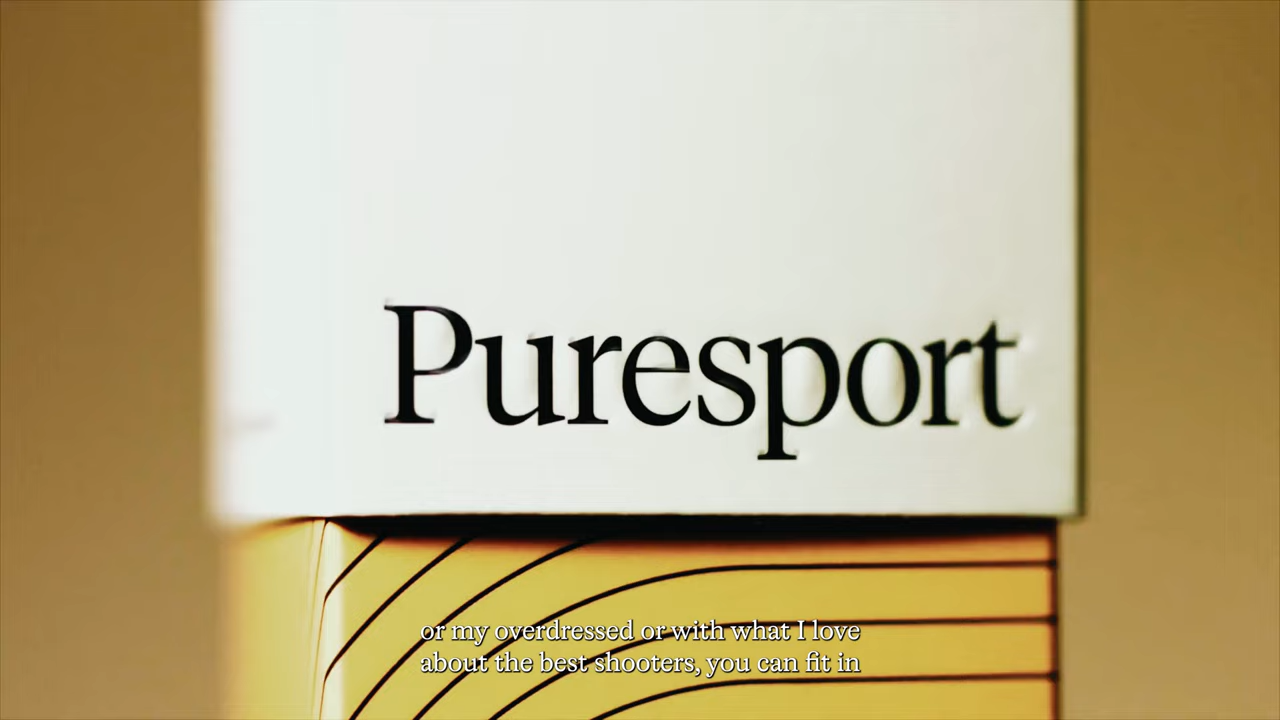 Puresport
or my overdressed or with what I love
about the best shooters, you can fit in